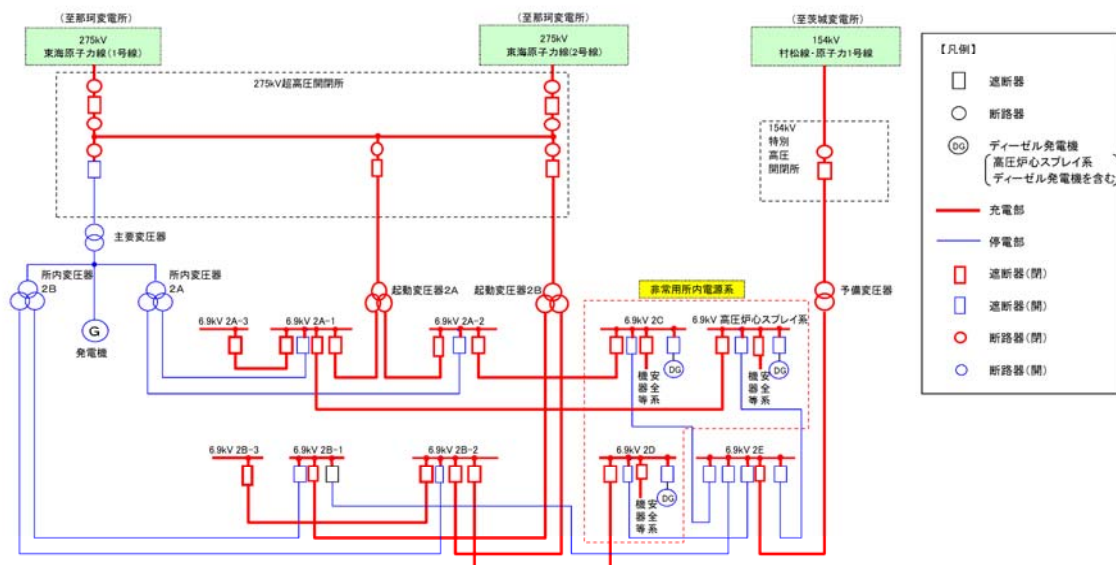 (至那珂変電所)
275kV
東海原子力線(1号線)
(至那珂変電所)
275kV
東海原子力線(2号線)
(至茨城変電所)
154kV
村松線・原子力1号線
275kV超高圧開閉所
154kV
特別
高圧
開閉所
主要変圧器
所内変圧器
2B
所内変圧器
2A
G
発電機
起動変圧器2A
起動変圧器2B
予備変圧器
非常用所内電源系
6.9kV 2A-3
6.9kV 2A-1
6.9kV 2A-2
6.9kV 2C
6.9kV 高圧炉心スプレイ系
DG
安全系
機器等
DG
安全系
機器等
6.9kV 2B-3
6.9kV 2B-1
6.9kV 2B-2
6.9kV 2D
6.9kV 2E
DG
安全系
機器等
【凡例】
遮断器
断路器
DG
ディーゼル発電機
高圧炉心スプレイ系
ディーゼル発電機を含む
充電部
停電部
遮断器(閉)
遮断器(開)
断路器(閉)
断路器(開)